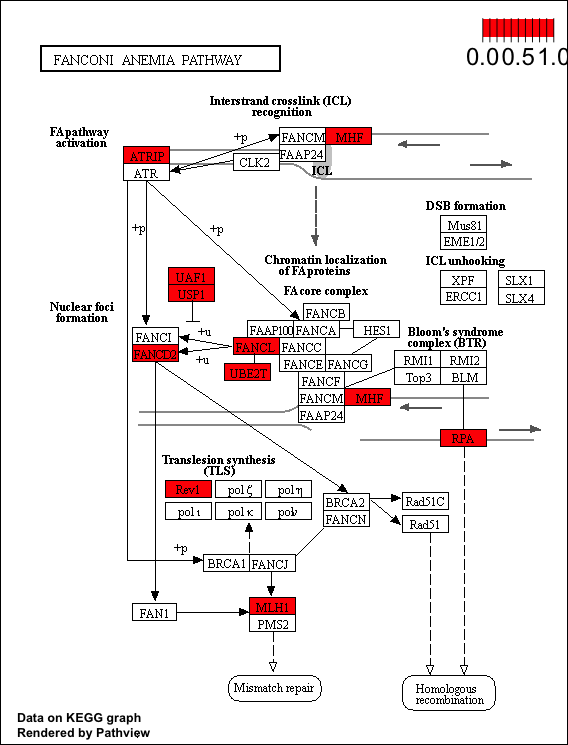 0.00.51.0
FANCONI ANEMIA PATHWAY
Interstrand crosslink (ICL)
recognition
FA pathway
activation
+p
FANCM MHF
ATRIP
ATR
CLK2
FAAP24
ICL
DSB formation
Mus81
EME1/2
+p
+p
Chromatin localization
of FA proteins
ICL unhooking
XPF SLX1
ERCC1 SLX4
UAF1
USP1
FA core complex
Nuclear foci
formation
FANCB
+u
FAAP100 FANCA HES1
Bloom's syndrome
complex (BTR)
FANCI
FANCD2
+u
FANCL FANCC
RMI1 RMI2
UBE2T
FANCE FANCG
Top3 BLM
FANCF
FANCM MHF
FAAP24
RPA
Translesion synthesis
(TLS)
Rev1 pol ζ pol η
pol ι pol κ pol ν
BRCA2
FANCN
Rad51C
Rad51
+p
BRCA1 FANCJ
FAN1
MLH1
PMS2
Mismatch repair
Homologous
recombination
Data on KEGG graph
Rendered by Pathview